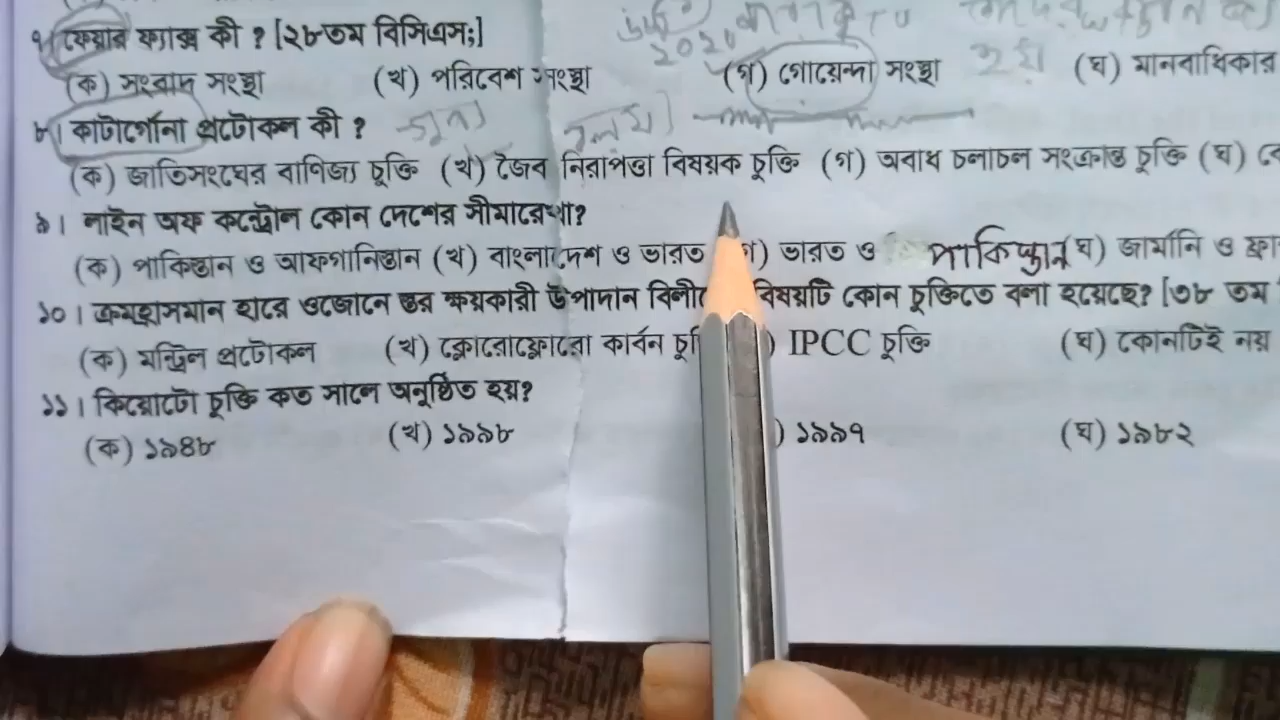 ৭। ফেয়ার ফ্যাক্স কী ? [২৮তম বিসিএস;]
২০২০
(ক) সংবাদ সংস্থা (খ) পরিবেশ সংস্থা (গ) গোয়েন্দা সংস্থা (ঘ) মানবাধিকার
৮। কার্টাগেনা প্রটোকল কী ?
(ক) জাতিসংঘের বাণিজ্য চুক্তি (খ) জৈব নিরাপত্তা বিষয়ক চুক্তি (গ) অবাধ চলাচল সংক্রান্ত চুক্তি (ঘ)
৯। লাইন অফ কন্ট্রোল কোন দেশের সীমারেখা?
(ক) পাকিস্তান ও আফগানিস্তান (খ) বাংলাদেশ ও ভারত (গ) ভারত ও পাকিস্তান (ঘ) জার্মানি ও
১০। ক্রমহ্রাসমান হারে ওজোনে স্তর ক্ষয়কারী উপাদান বিষয়টি কোন চুক্তিতে বলা হয়েছে? [৩৮ তম
(ক) মন্ট্রিল প্রটোকল (খ) ক্লোরোফ্লোরো কার্বন ) IPCC চুক্তি (ঘ) কোনটিই নয়
১১। কিয়োটো চুক্তি কত সালে অনুষ্ঠিত হয়?
(ক) ১৯৪৮ (খ) ১৯৯৮ ) ১৯৯৭ (ঘ) ১৯৮২